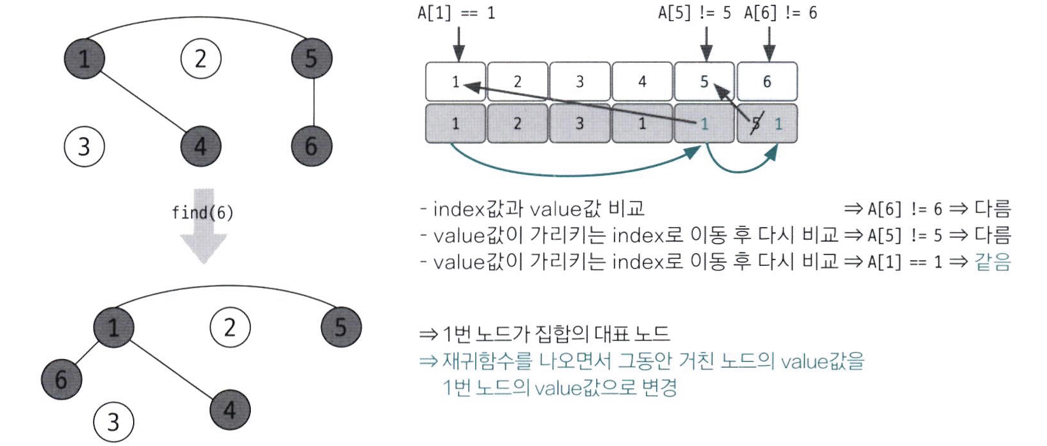 1
2
5
3
4
6
find(6)
1
2
5
6
3
4
A[1] == 1
A[5] != 5
A[6] != 6
1 2 3 4 5 6
1 2 3 1 1 5 1
- index값과 value값 비교 ⇒ A[6] != 6 ⇒ 다름
- value값이 가리키는 index로 이동 후 다시 비교 ⇒ A[5] != 5 ⇒ 다름
- value값이 가리키는 index로 이동 후 다시 비교 ⇒ A[1] == 1 ⇒ 같음
⇒ 1번 노드가 집합의 대표 노드
⇒ 재귀함수를 나오면서 그동안 거친 노드의 value값을
1번 노드의 value값으로 변경